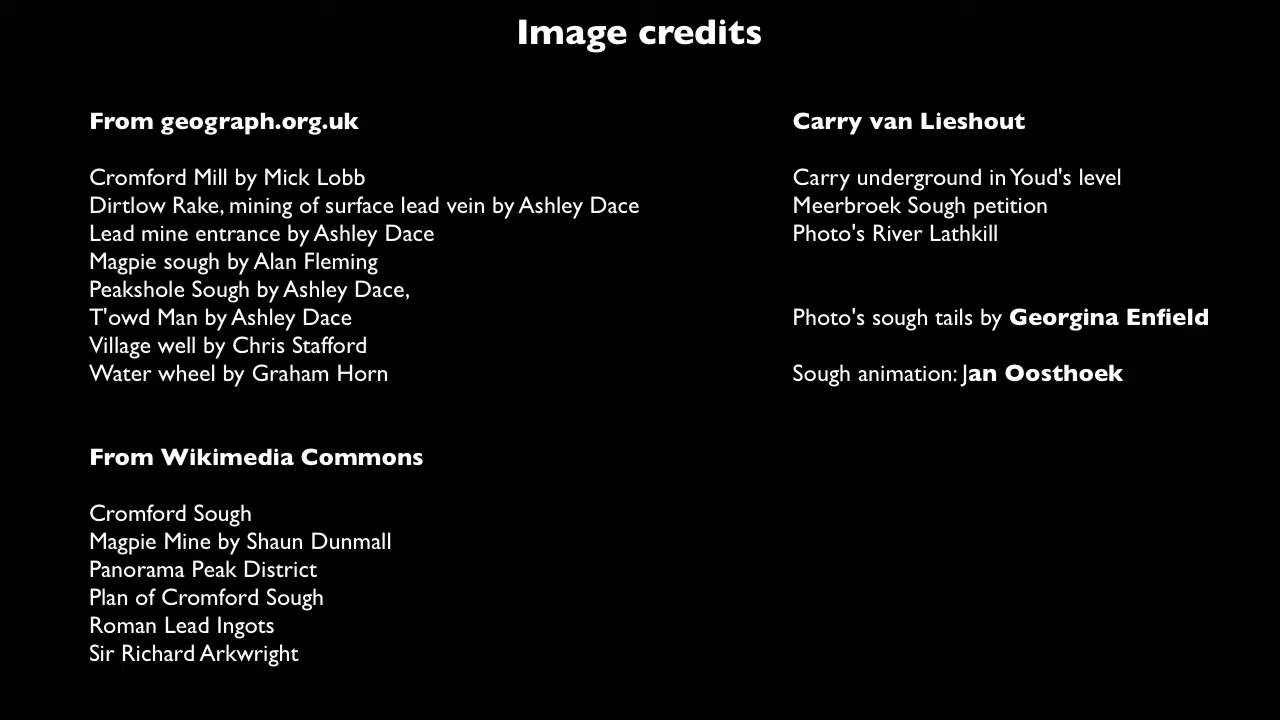 Image credits
From geograph.org.uk
Cromford Mill by Mick Lobb
Dirtlow Rake, mining of surface lead vein by Ashley Dace
Lead mine entrance by Ashley Dace
Magpie sough by Alan Fleming
Peakshole Sough by Ashley Dace,
T'owd Man by Ashley Dace
Village well by Chris Stafford
Water wheel by Graham Horn
From Wikimedia Commons
Cromford Sough
Magpie Mine by Shaun Dunmall
Panorama Peak District
Plan of Cromford Sough
Roman Lead Ingots
Sir Richard Arkwright
Carry van Lieshout
Carry underground in Youd's level
Meerbroek Sough petition
Photo's River Lathkill
Photo's sough tails by Georgina Enfield
Sough animation: Jan Oosthoek